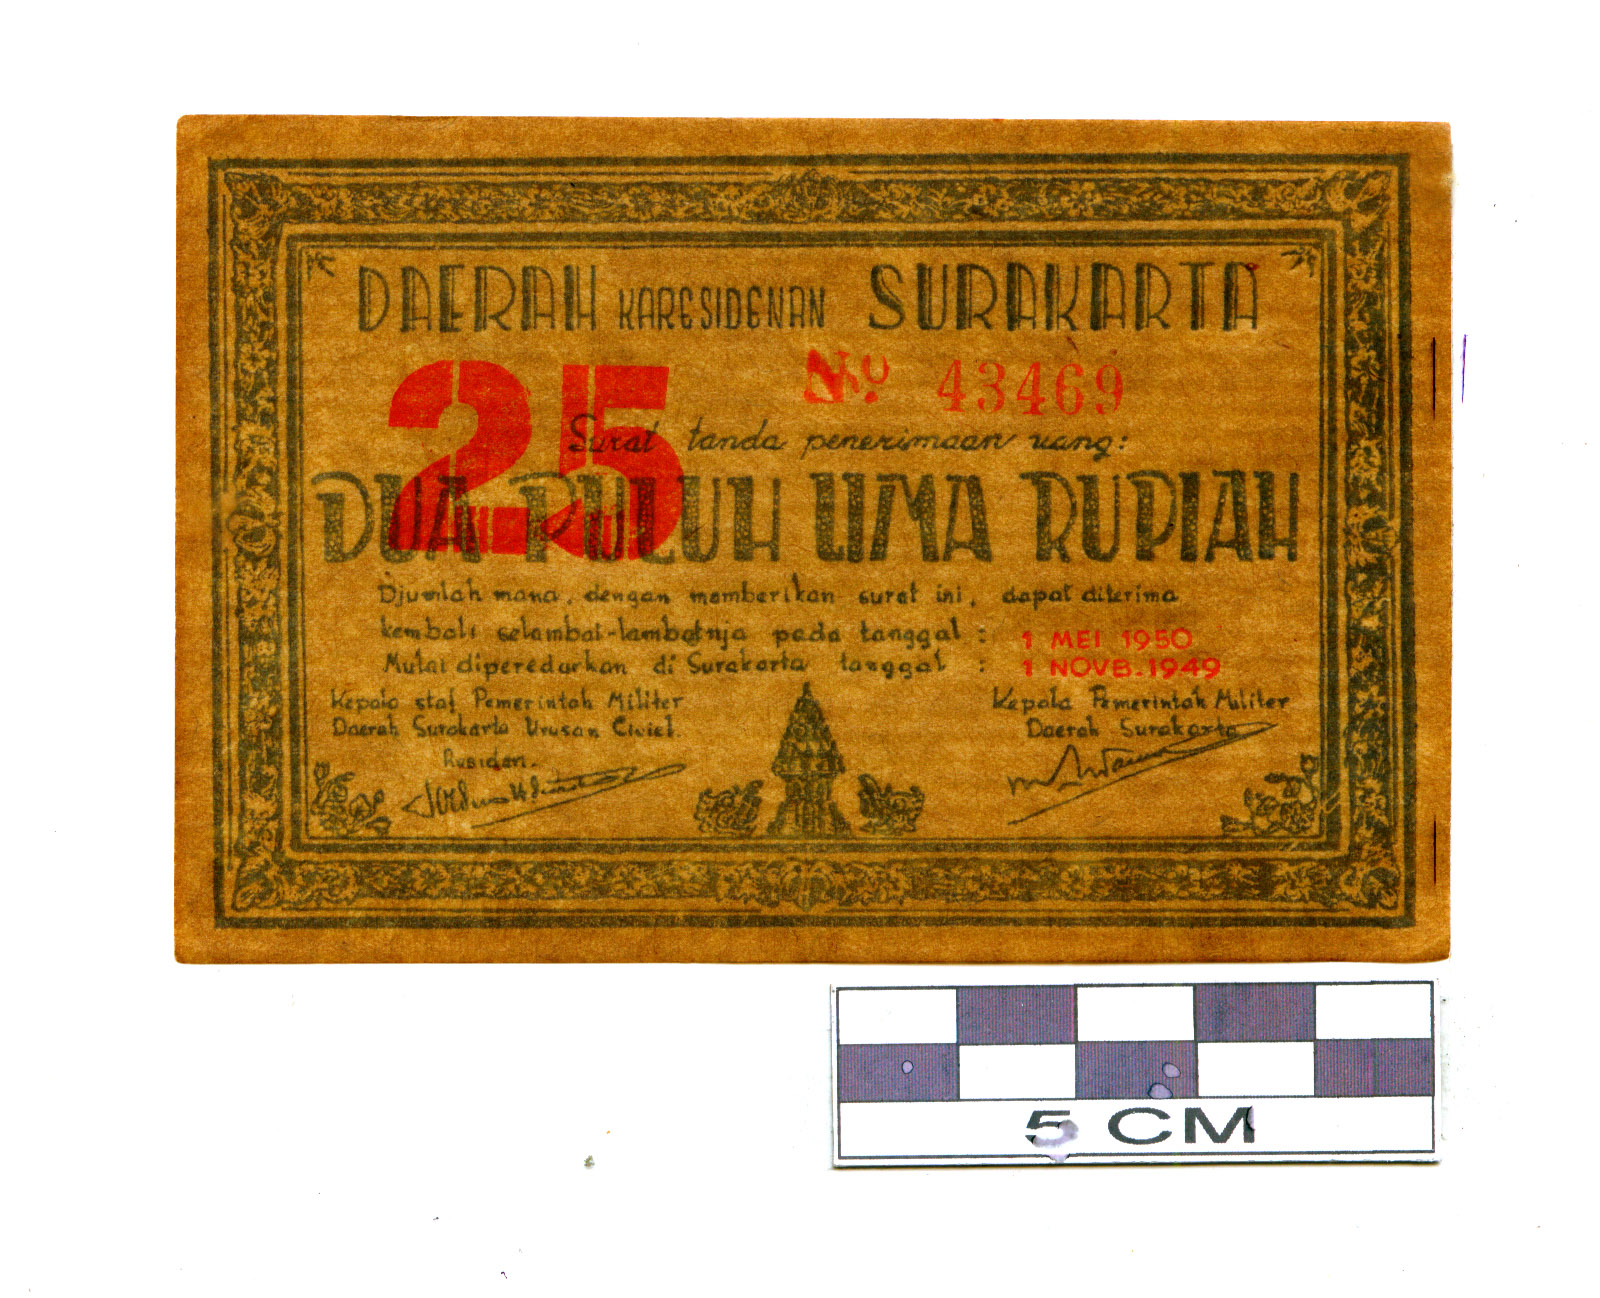 DAERAH KARESIDENAN SURAKARTA
25
No. 43469
Surat tanda penerimaan uang:
DUA PULUH LIMA RUPIAH
Djumlah mana, dengan memberikan surat ini, dapat diterima
kembali selambat-lambatnja pada tanggal : 1 MEI 1950
Mulai diperedarkan di Surakarta tanggal : 1 NOVB. 1949
Kepala staf Pemerintah Militer
Daerah Surakarta Urusan Civiel.
Residen.
Kepala Pemerintah Militer
Daerah Surakarta
5 CM